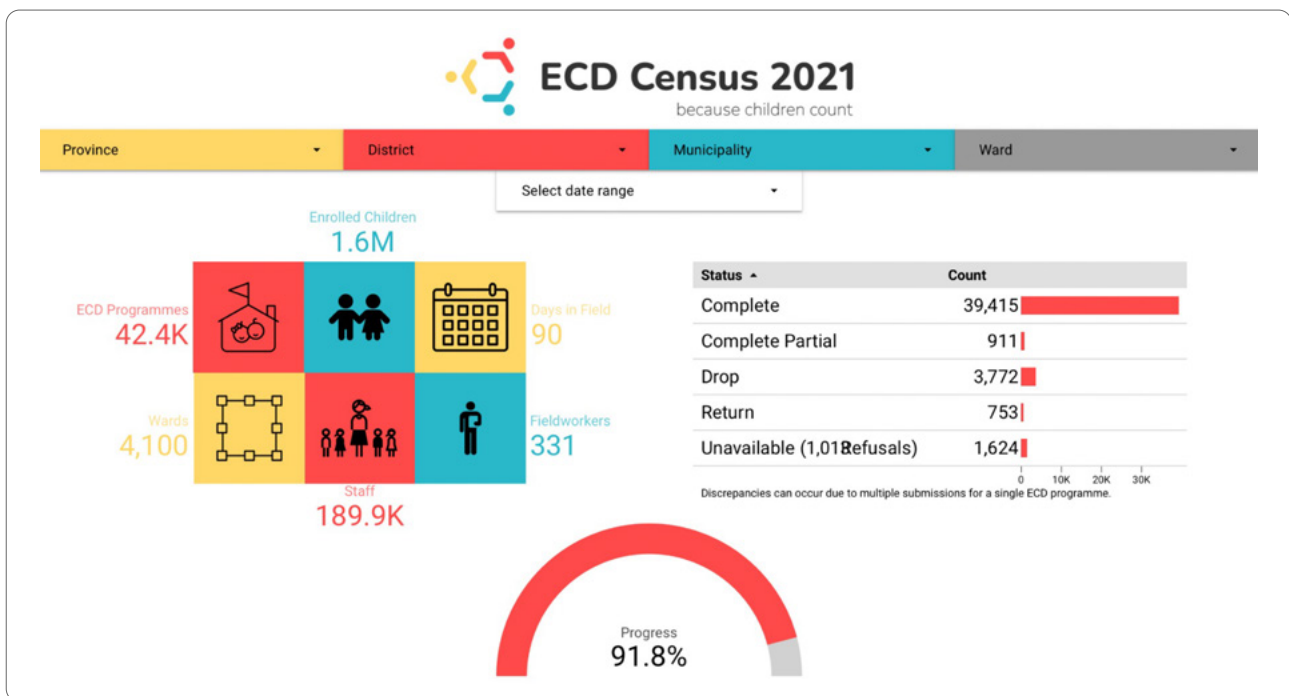 ECD Census 2021
because children count
Province
District
Municipality
Ward
Select date range
Enrolled Children
1.6M
ECD Programmes
42.4K
Days in Field
90
Wards
4,100
Fieldworkers
331
Staff
189.9K
Status Count
Complete 39,415
Complete Partial 911
Drop 3,772
Return 753
Unavailable (1,018 Refusals) 1,624
0 10K 20K 30K
Discrepancies can occur due to multiple submissions for a single ECD programme.
Progress
91.8%